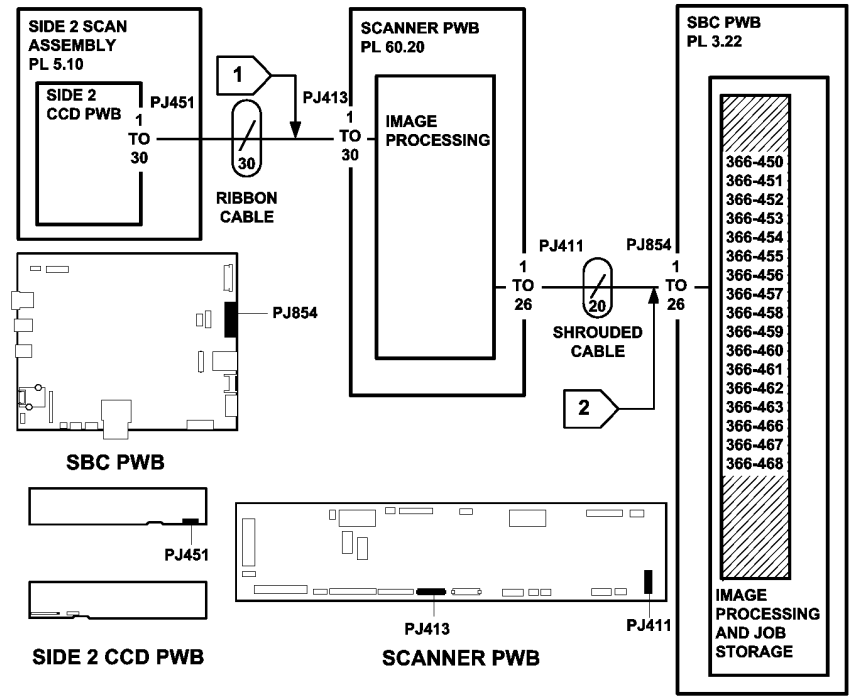 SIDE 2 SCAN
ASSEMBLY
PL 5.10
SIDE 2
CCD PWB
PJ451
1
TO
30
1
30
RIBBON
CABLE
PJ413
1
TO
30
SCANNER PWB
PL 60.20
IMAGE
PROCESSING
PJ411
1
TO
26
20
SHROUDED
CABLE
2
PJ854
1
TO
26
SBC PWB
PL 3.22
366-450
366-451
366-452
366-453
366-454
366-455
366-456
366-457
366-458
366-459
366-460
366-461
366-462
366-463
366-466
366-467
366-468
IMAGE
PROCESSING
AND JOB
STORAGE
PJ854
SBC PWB
PJ451
SIDE 2 CCD PWB
PJ413
PJ411
SCANNER PWB